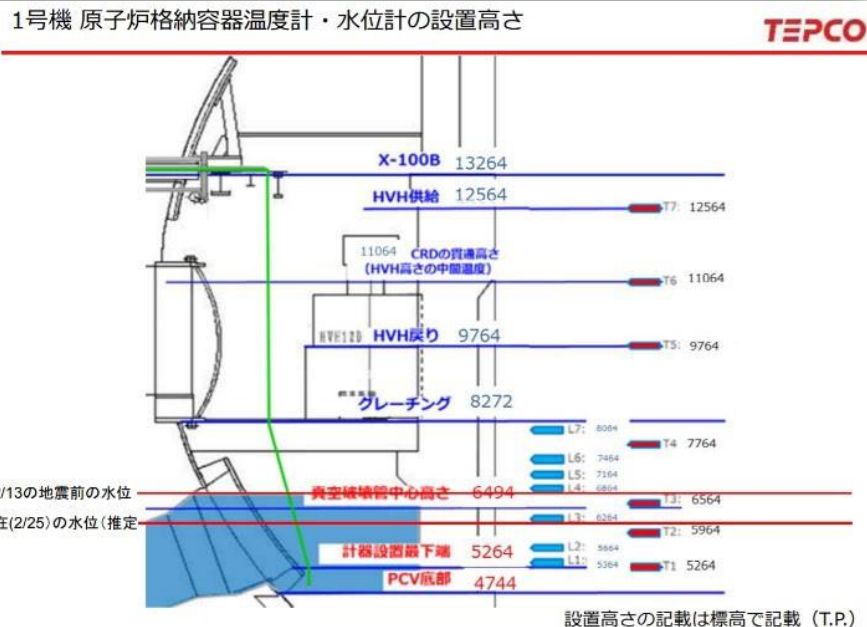 1号機 原子炉格納容器温度計・水位計の設置高さ
TEPCO
X-100B 13264
HVH供給 12564
T7: 12564
11064 CRDの貫通高さ
(HVH高さの中間温度)
T6 11064
HVH12D HVH戻り 9764
T5: 9764
グレーチング 8272
L7: 8064
T4 7764
L6: 7464
L5: 7164
L4: 6864
2/13の地震前の水位
真空破壊管中心高さ 6494
T3: 6564
L3: 6264
在(2/25)の水位(推定
T2: 5964
計器設置最下端 5264
L2: 5664
L1: 5364
T1 5264
PCV底部 4744
設置高さの記載は標高で記載(T.P.)